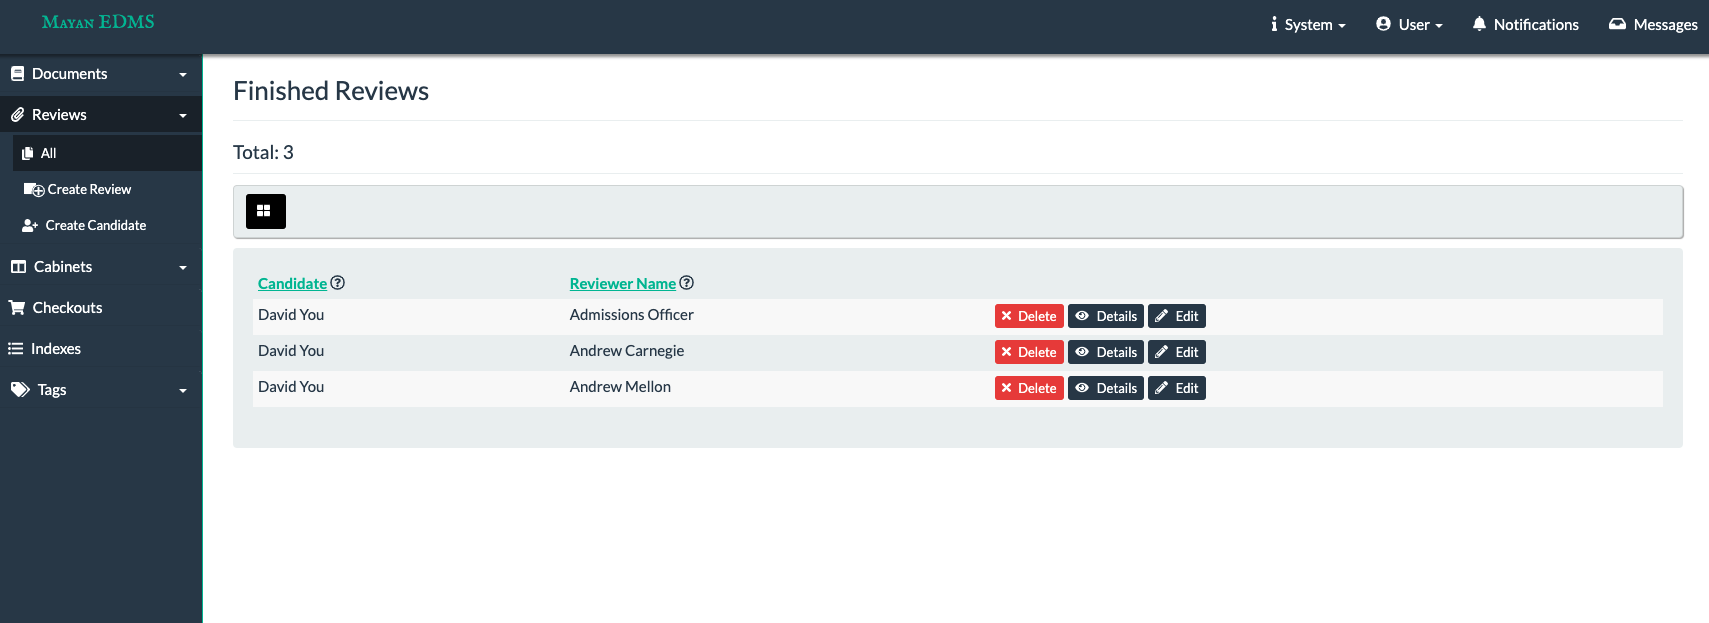 Mayan EDMS
System
User
Notifications
Messages
Documents
Reviews
All
Create Review
Create Candidate
Cabinets
Checkouts
Indexes
Tags
Finished Reviews
Total: 3
Candidate Reviewer Name
David You Admissions Officer Delete Details Edit
David You Andrew Carnegie Delete Details Edit
David You Andrew Mellon Delete Details Edit